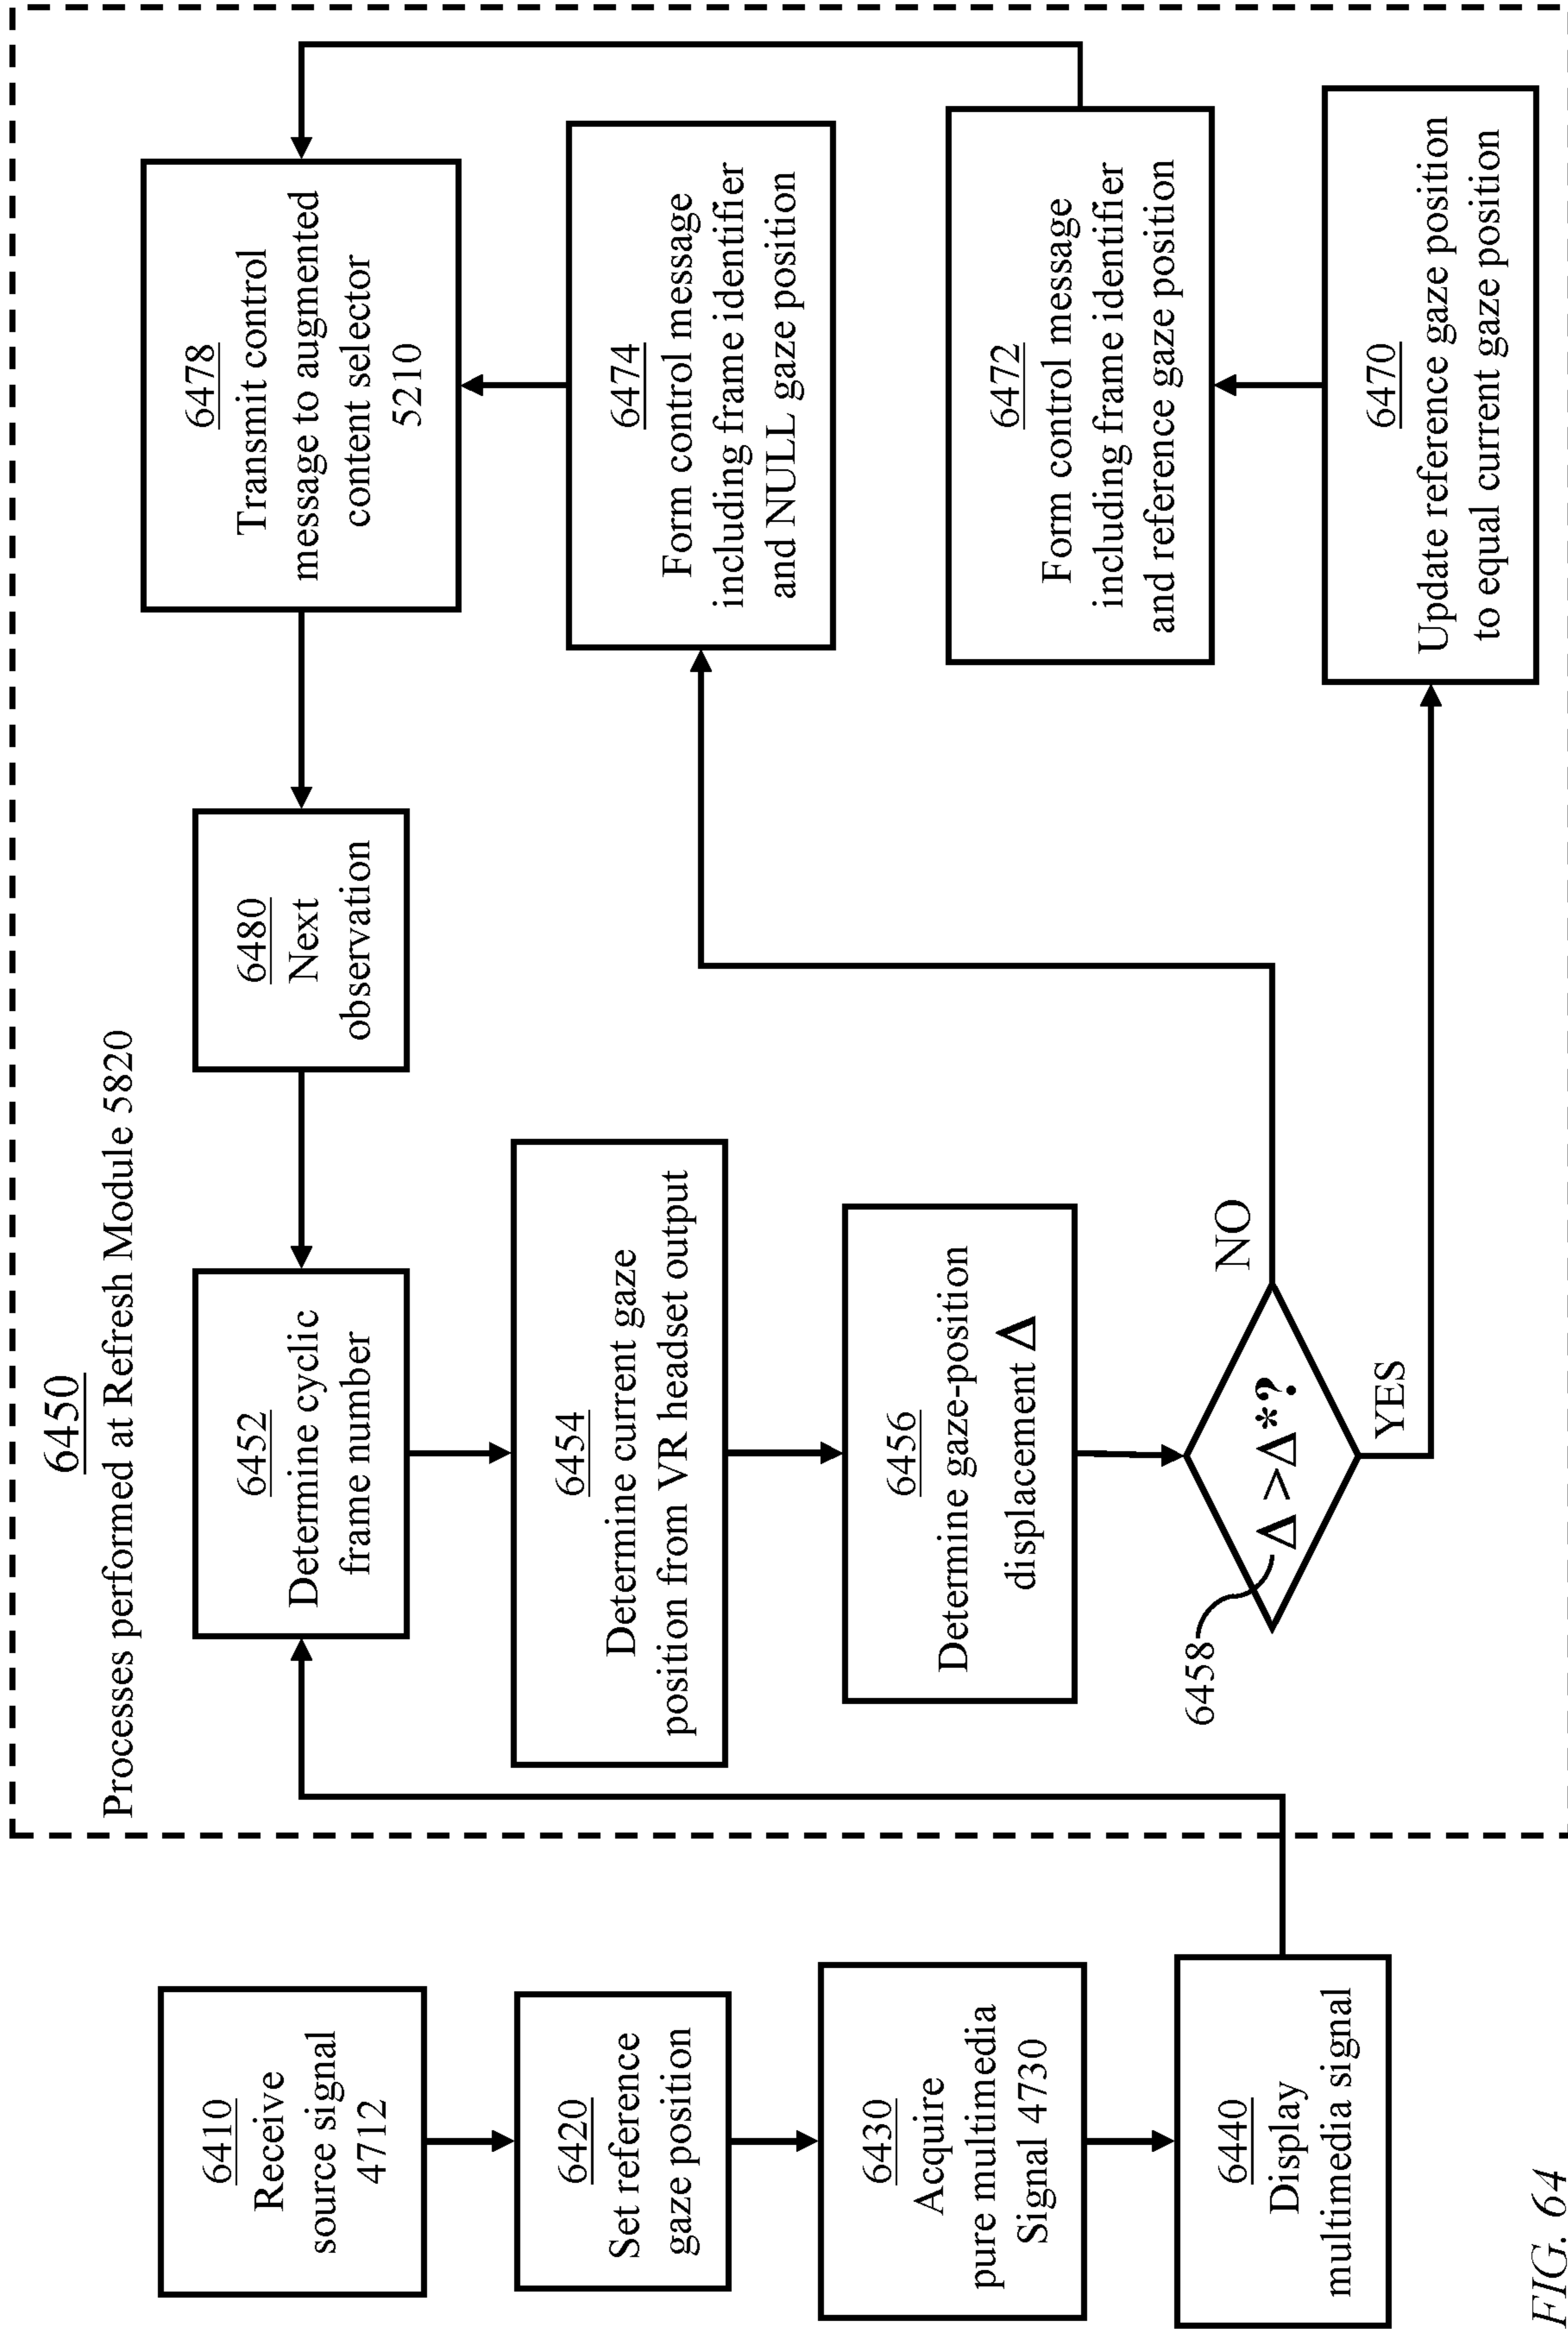 6450
Processes performed at Refresh Module 5820
6410
Receive
source signal
4712
6420
Set reference
gaze position
6430
Acquire
pure multimedia
Signal 4730
6440
Display
multimedia signal
6452
Determine cyclic
frame number
6454
Determine current gaze
position from VR headset output
6456
Determine gaze-position
displacement Δ
6458
Δ >Δ*?
NO
YES
6470
Update reference gaze position
to equal current gaze position
6472
Form control message
including frame identifier
and reference gaze position
6474
Form control message
including frame identifier
and NULL gaze position
6478
Transmit control
message to augmented
content selector
5210
6480
Next
observation
FIG. 64